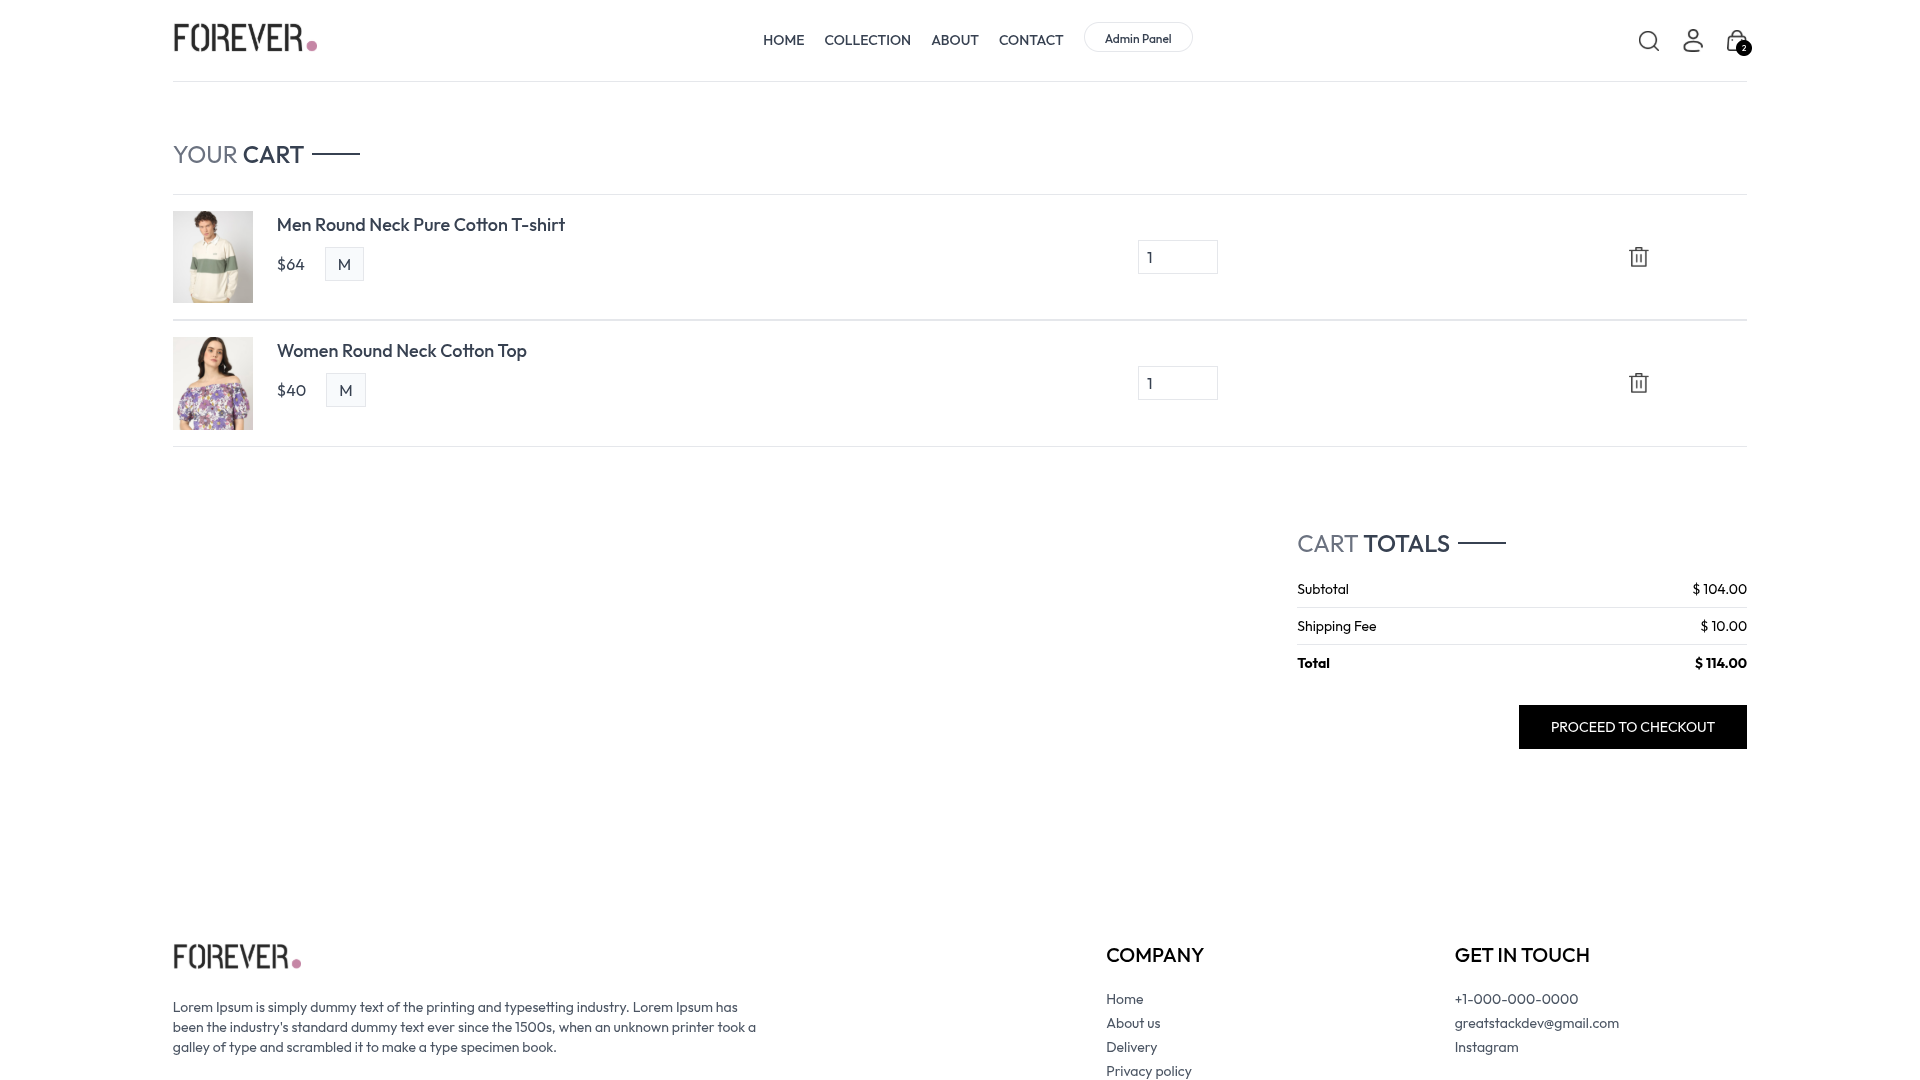 FOREVER.
HOME COLLECTION ABOUT CONTACT Admin Panel
2
YOUR CART
Men Round Neck Pure Cotton T-shirt
$64 M
1
Women Round Neck Cotton Top
$40 M
1
CART TOTALS
Subtotal $ 104.00
Shipping Fee $ 10.00
Total $ 114.00
PROCEED TO CHECKOUT
FOREVER.
Lorem Ipsum is simply dummy text of the printing and typesetting industry. Lorem Ipsum has
been the industry's standard dummy text ever since the 1500s, when an unknown printer took a
galley of type and scrambled it to make a type specimen book.
COMPANY
Home
About us
Delivery
Privacy policy
GET IN TOUCH
+1-000-000-0000
greatstackdev@gmail.com
Instagram